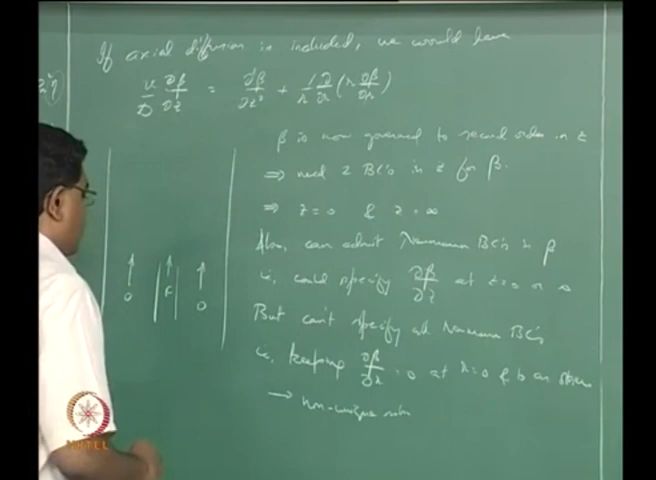 If axial diffusion is included, we would have
v/D ∂β/∂z = ∂²β/∂z² + 1/r ∂/∂r (r ∂β/∂r)
β is now governed to second order in z
⇒ need 2 BC's in z for β.
⇒ z=0 & z=∞
Also, can admit Neumann BC's in β
ie, could specify ∂β/∂z at z=0 or ∞
But can't specify all Neumann BC's
ie, keeping ∂β/∂r = 0 at r=0 & b as
→ non-unique soln
O
F
O
NPTEL